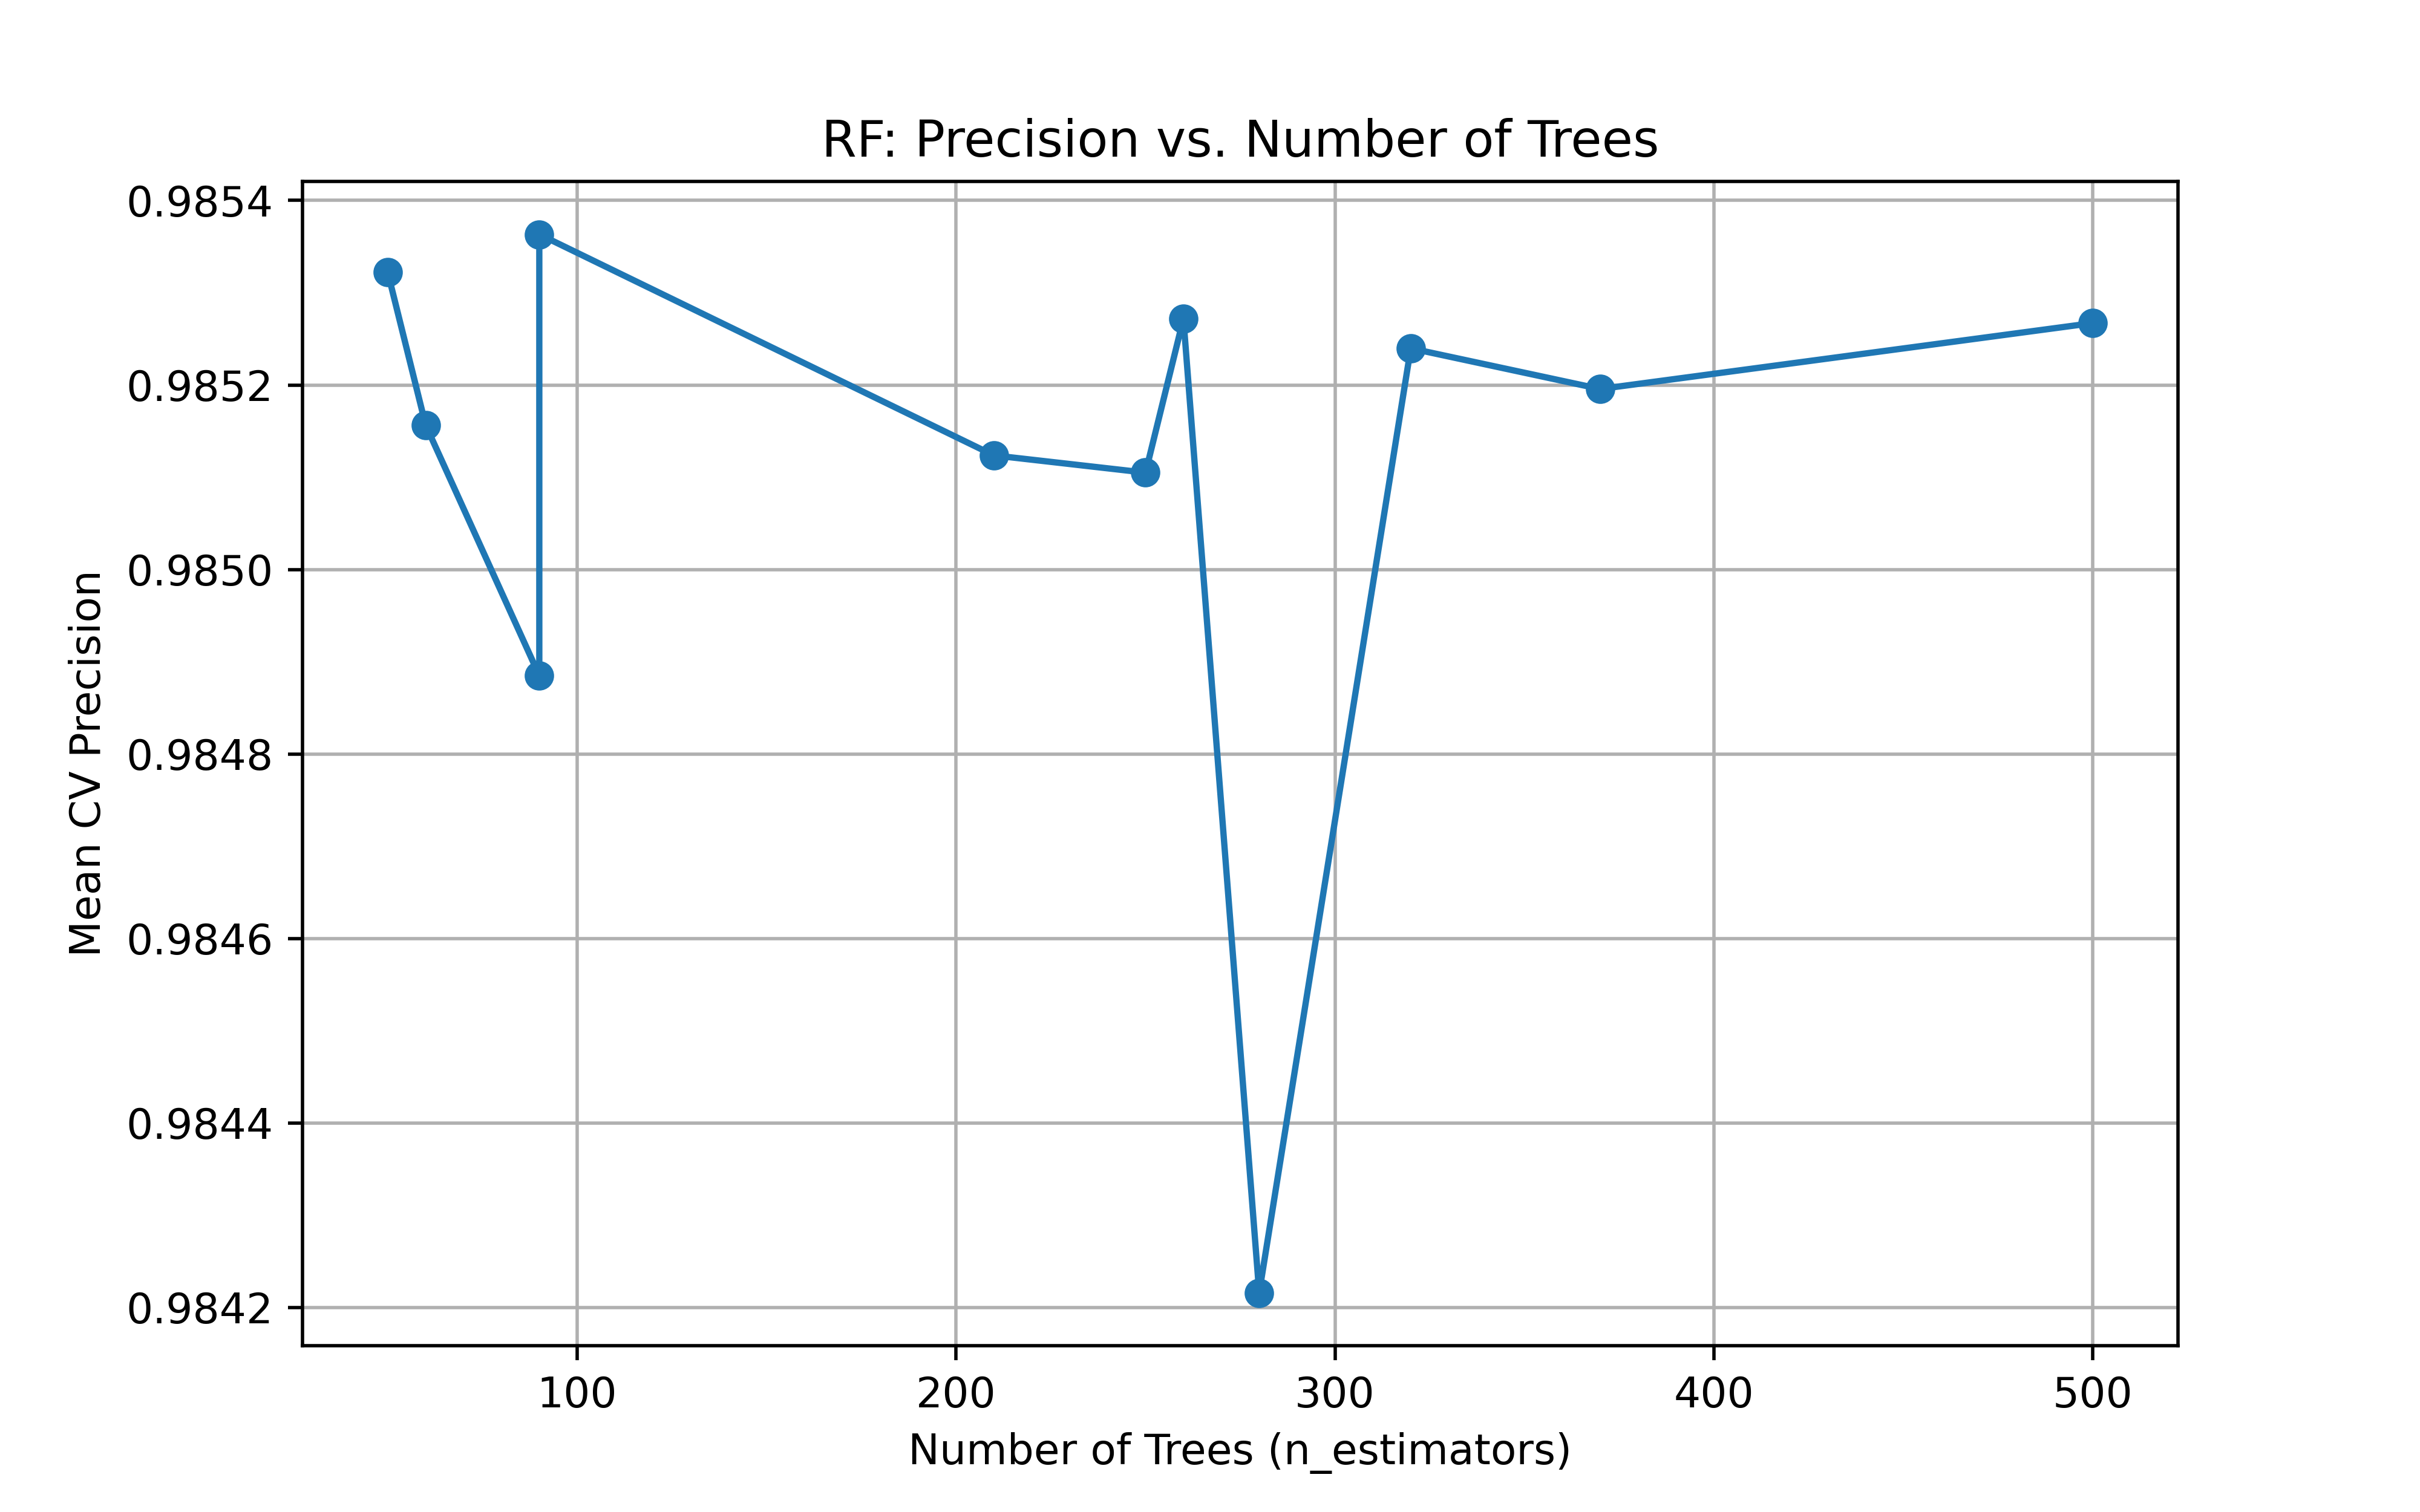 RF: Precision vs. Number of Trees
Mean CV Precision
0.9854
0.9852
0.9850
0.9848
0.9846
0.9844
0.9842
100 200 300 400 500
Number of Trees (n_estimators)